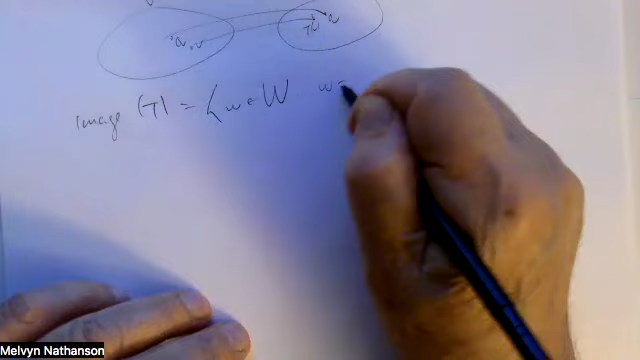 T(v)
image (T) = { w ∈ W : w =
Melvyn Nathanson